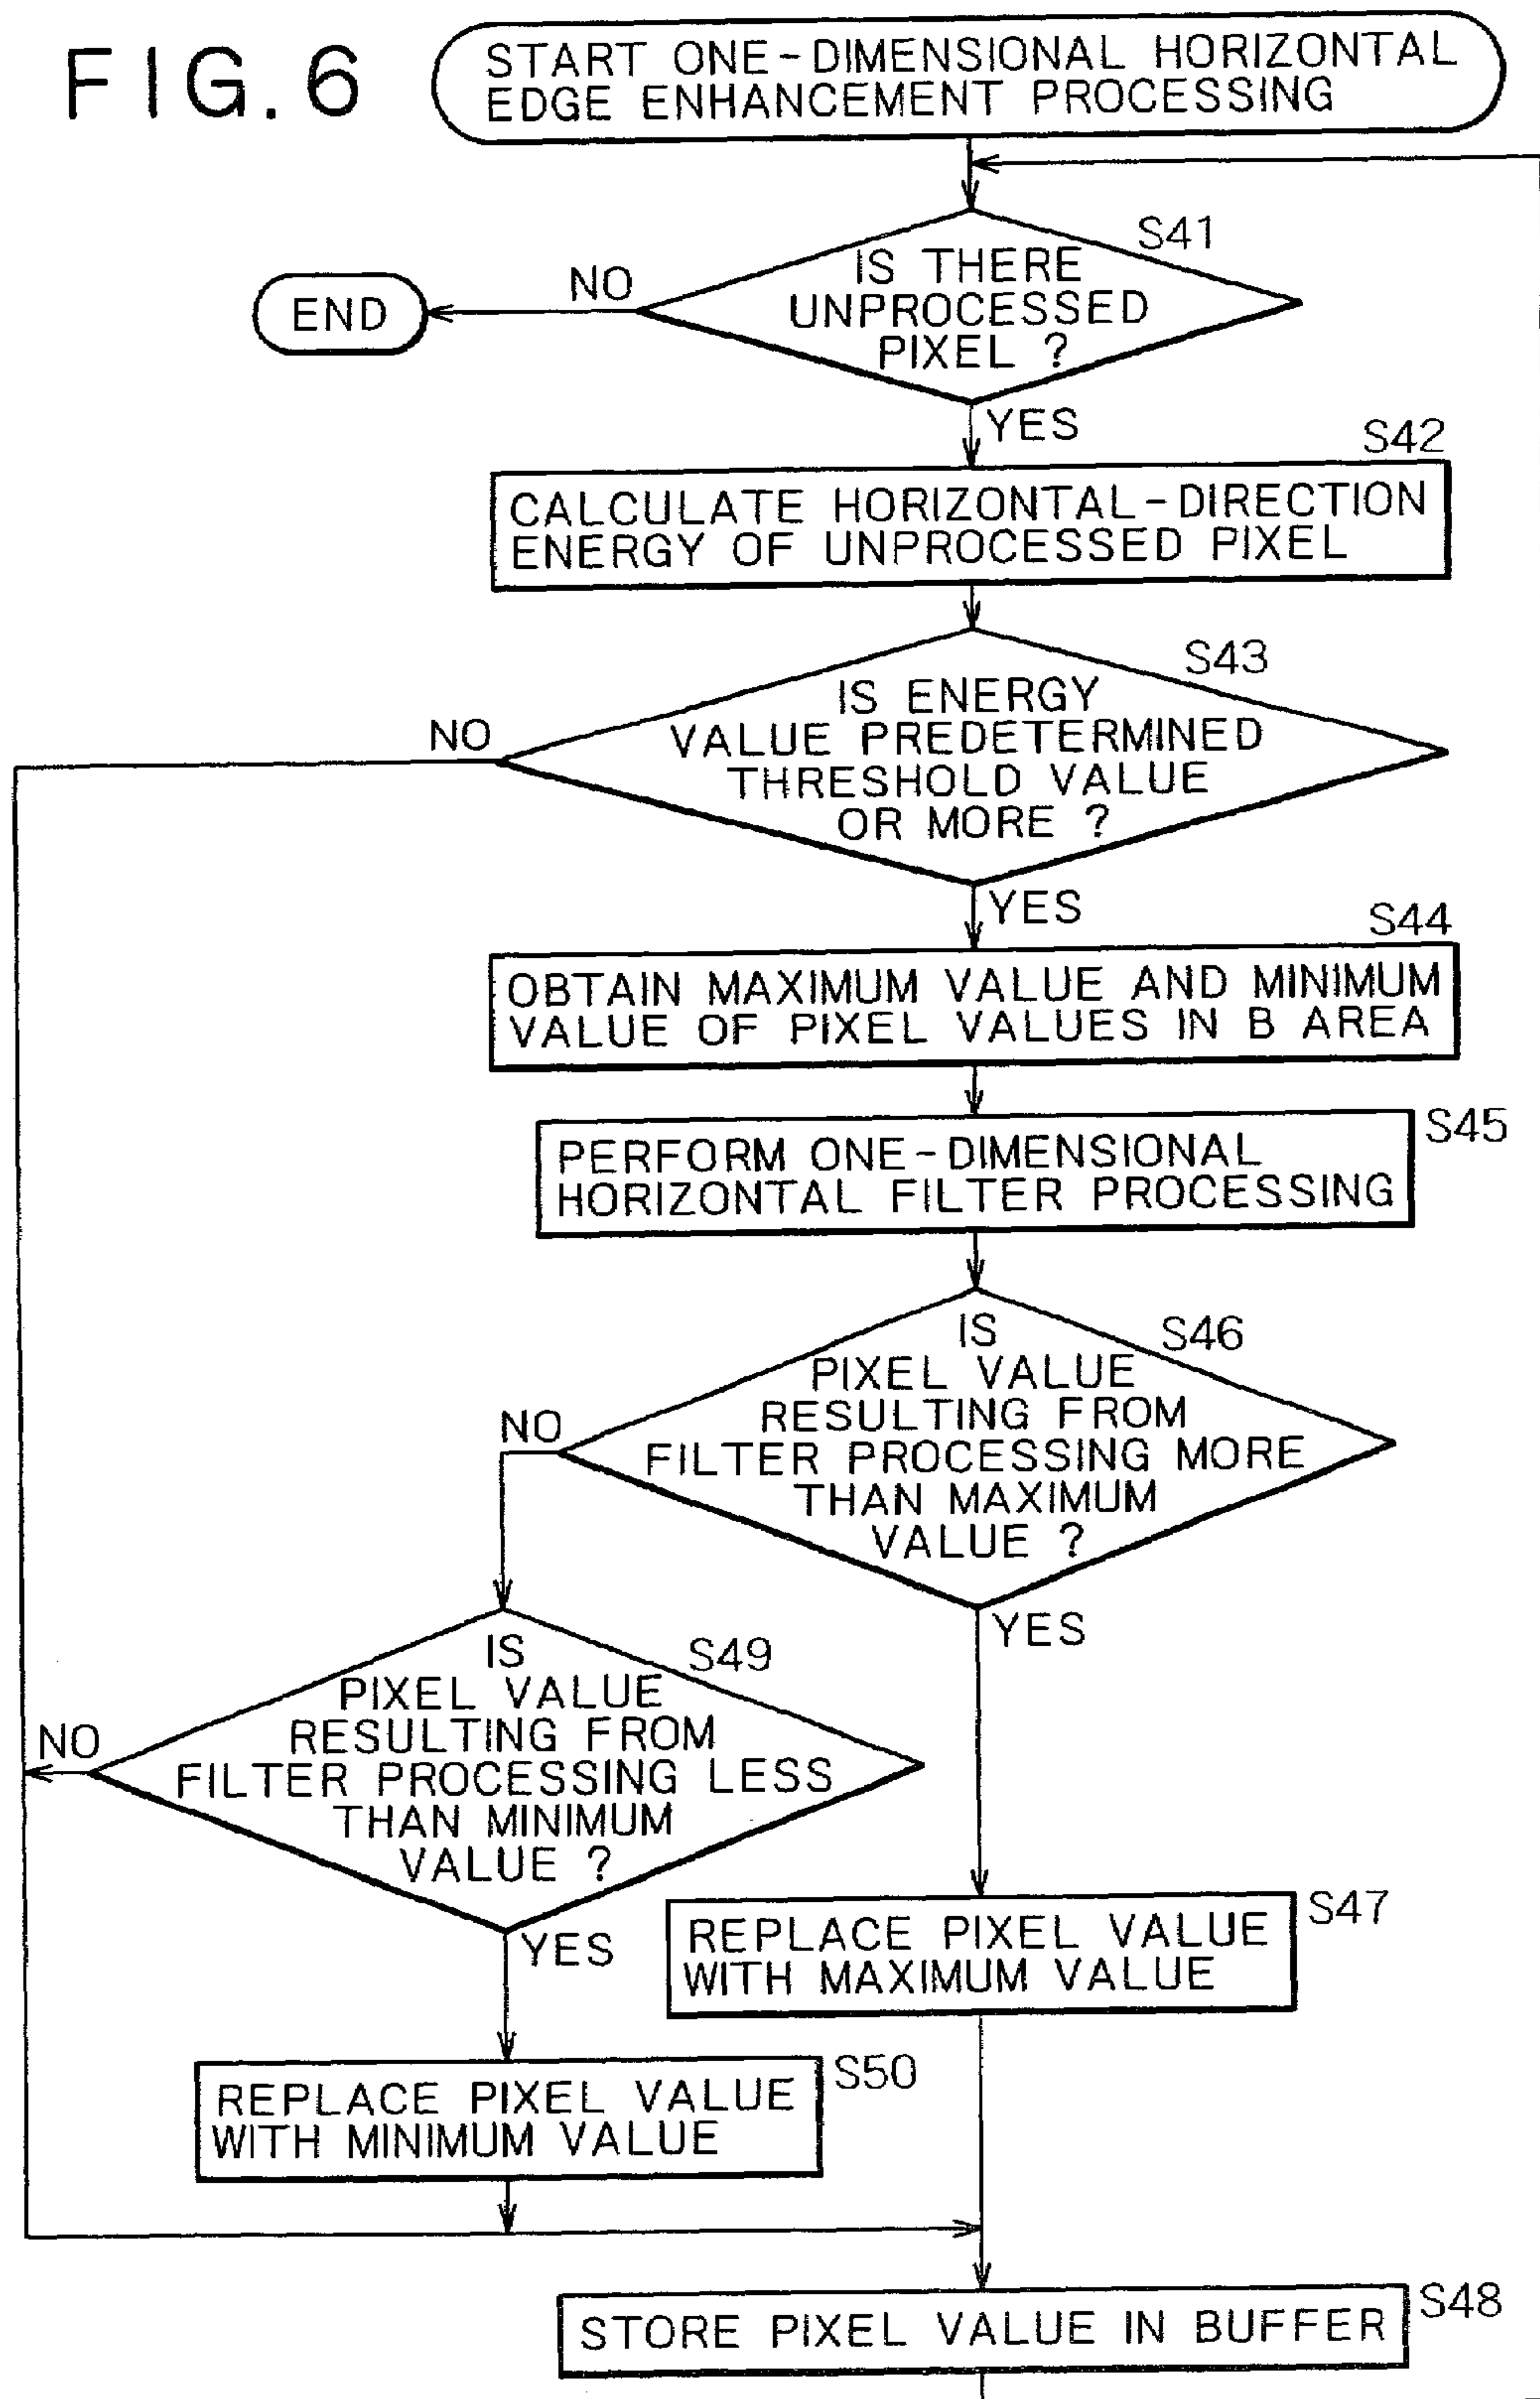 FIG. 6
START ONE-DIMENSIONAL HORIZONTAL
EDGE ENHANCEMENT PROCESSING
S41
IS THERE
UNPROCESSED
PIXEL ?
NO
END
YES
S42
CALCULATE HORIZONTAL-DIRECTION
ENERGY OF UNPROCESSED PIXEL
S43
IS ENERGY
VALUE PREDETERMINED
THRESHOLD VALUE
OR MORE ?
NO
YES
S44
OBTAIN MAXIMUM VALUE AND MINIMUM
VALUE OF PIXEL VALUES IN B AREA
S45
PERFORM ONE-DIMENSIONAL
HORIZONTAL FILTER PROCESSING
S46
IS
PIXEL VALUE
RESULTING FROM
FILTER PROCESSING MORE
THAN MAXIMUM
VALUE ?
NO
YES
S49
IS
PIXEL VALUE
RESULTING FROM
FILTER PROCESSING LESS
THAN MINIMUM
VALUE ?
NO
YES
S47
REPLACE PIXEL VALUE
WITH MAXIMUM VALUE
S50
REPLACE PIXEL VALUE
WITH MINIMUM VALUE
S48
STORE PIXEL VALUE IN BUFFER